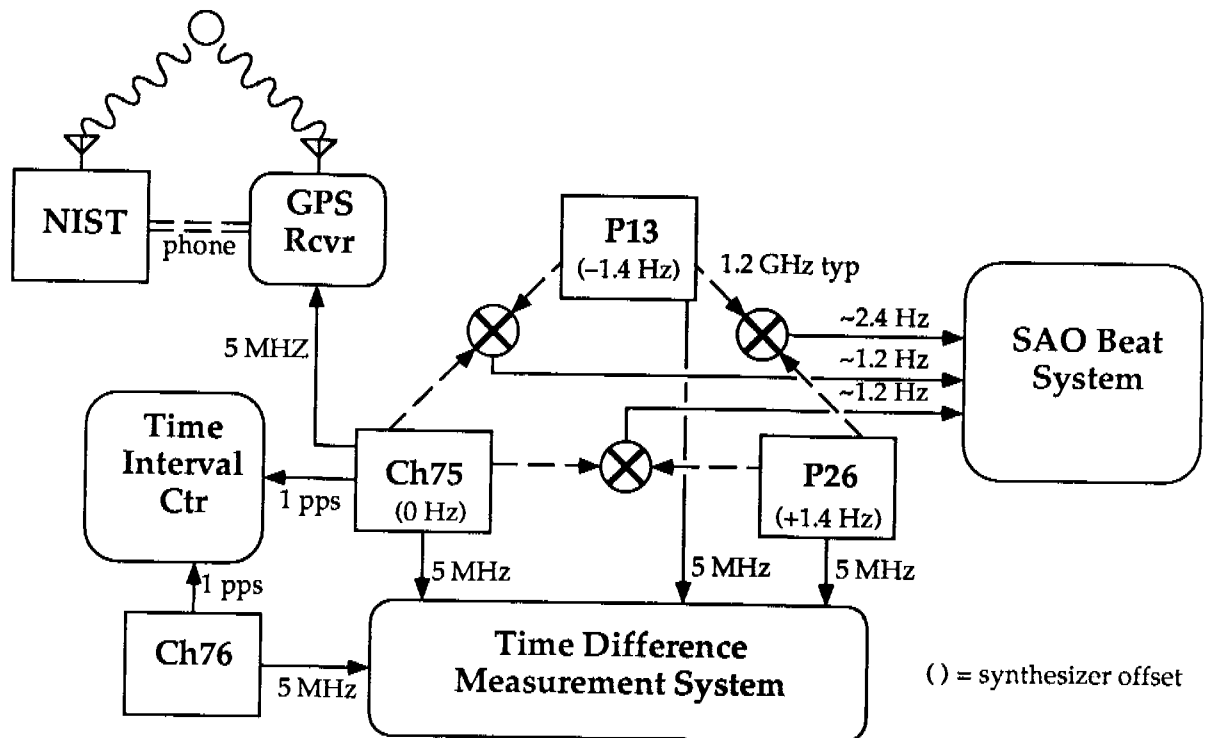 NIST
phone
GPS
Rcvr
P13
(–1.4 Hz)
1.2 GHz typ
5 MHZ
~2.4 Hz
~1.2 Hz
~1.2 Hz
SAO Beat
System
Time
Interval
Ctr
1 pps
Ch75
(0 Hz)
P26
(+1.4 Hz)
5 MHz
5 MHz
5 MHz
1 pps
Ch76
5 MHz
Time Difference
Measurement System
( ) = synthesizer offset